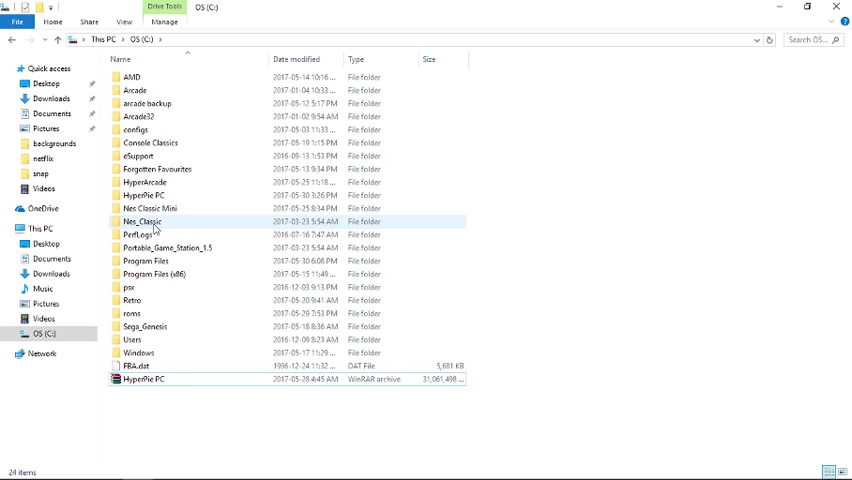 Drive Tools
OS (C:)
File
Home
Share
View
Manage
This PC
OS (C:)
Search OS...
Name
Date modified
Type
Size
Quick access
Desktop
Downloads
Documents
Pictures
backgrounds
netflix
snap
Videos
OneDrive
This PC
Desktop
Documents
Downloads
Music
Pictures
Videos
OS (C:)
Network
AMD 2017-05-14 10:16 ... File folder
Arcade 2017-01-04 10:33 ... File folder
arcade backup 2017-05-12 5:17 PM File folder
Arcade32 2017-01-02 9:54 AM File folder
configs 2017-05-03 11:33 ... File folder
Console Classics 2017-05-31 1:15 PM File folder
eSupport 2016-09-13 1:53 PM File folder
Forgotten Favourites 2017-05-13 9:34 PM File folder
HyperArcade 2017-05-25 11:18 ... File folder
HyperPie PC 2017-05-30 3:26 PM File folder
Nes Classic Mini 2017-05-25 8:34 PM File folder
Nes_Classic 2017-03-23 5:54 AM File folder
PerfLogs 2016-07-16 7:47 AM File folder
Portable_Game_Station_1.5 2017-03-23 5:54 AM File folder
Program Files 2017-05-30 6:08 PM File folder
Program Files (x86) 2017-05-15 11:49 ... File folder
psx 2016-12-03 9:13 PM File folder
Retro 2017-05-20 9:41 AM File folder
roms 2017-05-29 7:53 PM File folder
Sega_Genesis 2017-05-18 8:36 AM File folder
Users 2016-12-09 8:23 PM File folder
Windows 2017-05-17 11:29 ... File folder
FBA.dat 1996-12-24 11:32 ... DAT File 5,681 KB
HyperPie PC 2017-05-28 4:45 AM WinRAR archive 31,061,498 ...
24 items